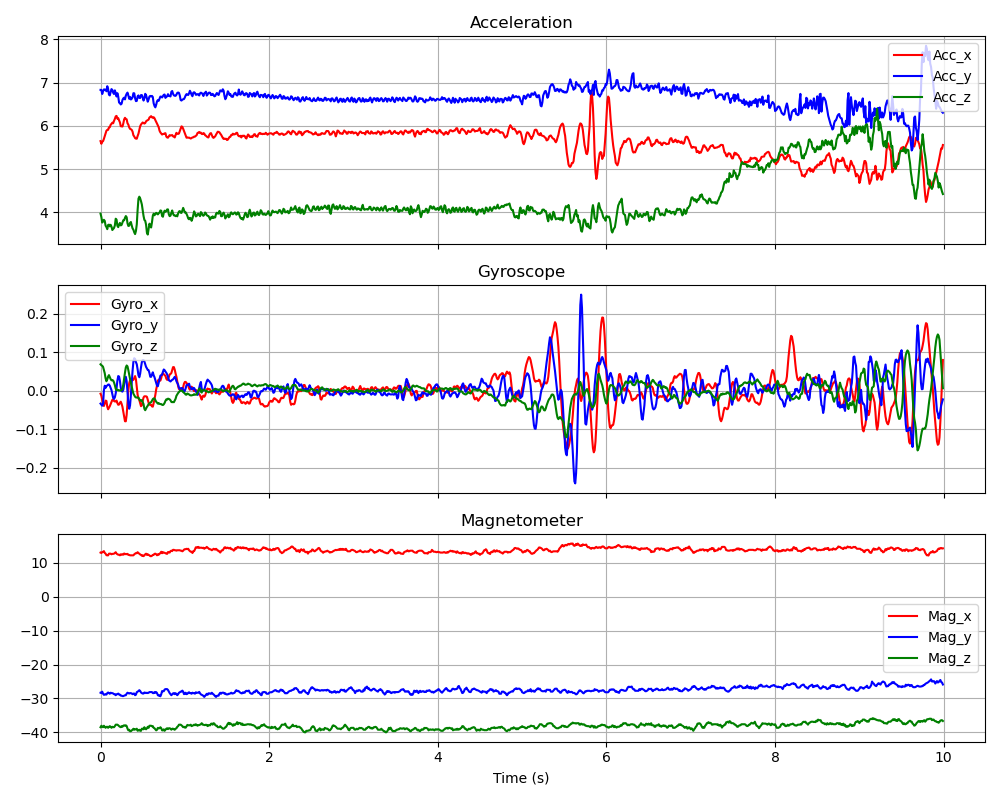 Acceleration
8
7
6
5
4
Acc_x
Acc_y
Acc_z
Gyroscope
0.2
0.1
0.0
−0.1
−0.2
Gyro_x
Gyro_y
Gyro_z
Magnetometer
10
0
−10
−20
−30
−40
Mag_x
Mag_y
Mag_z
0 2 4 6 8 10
Time (s)